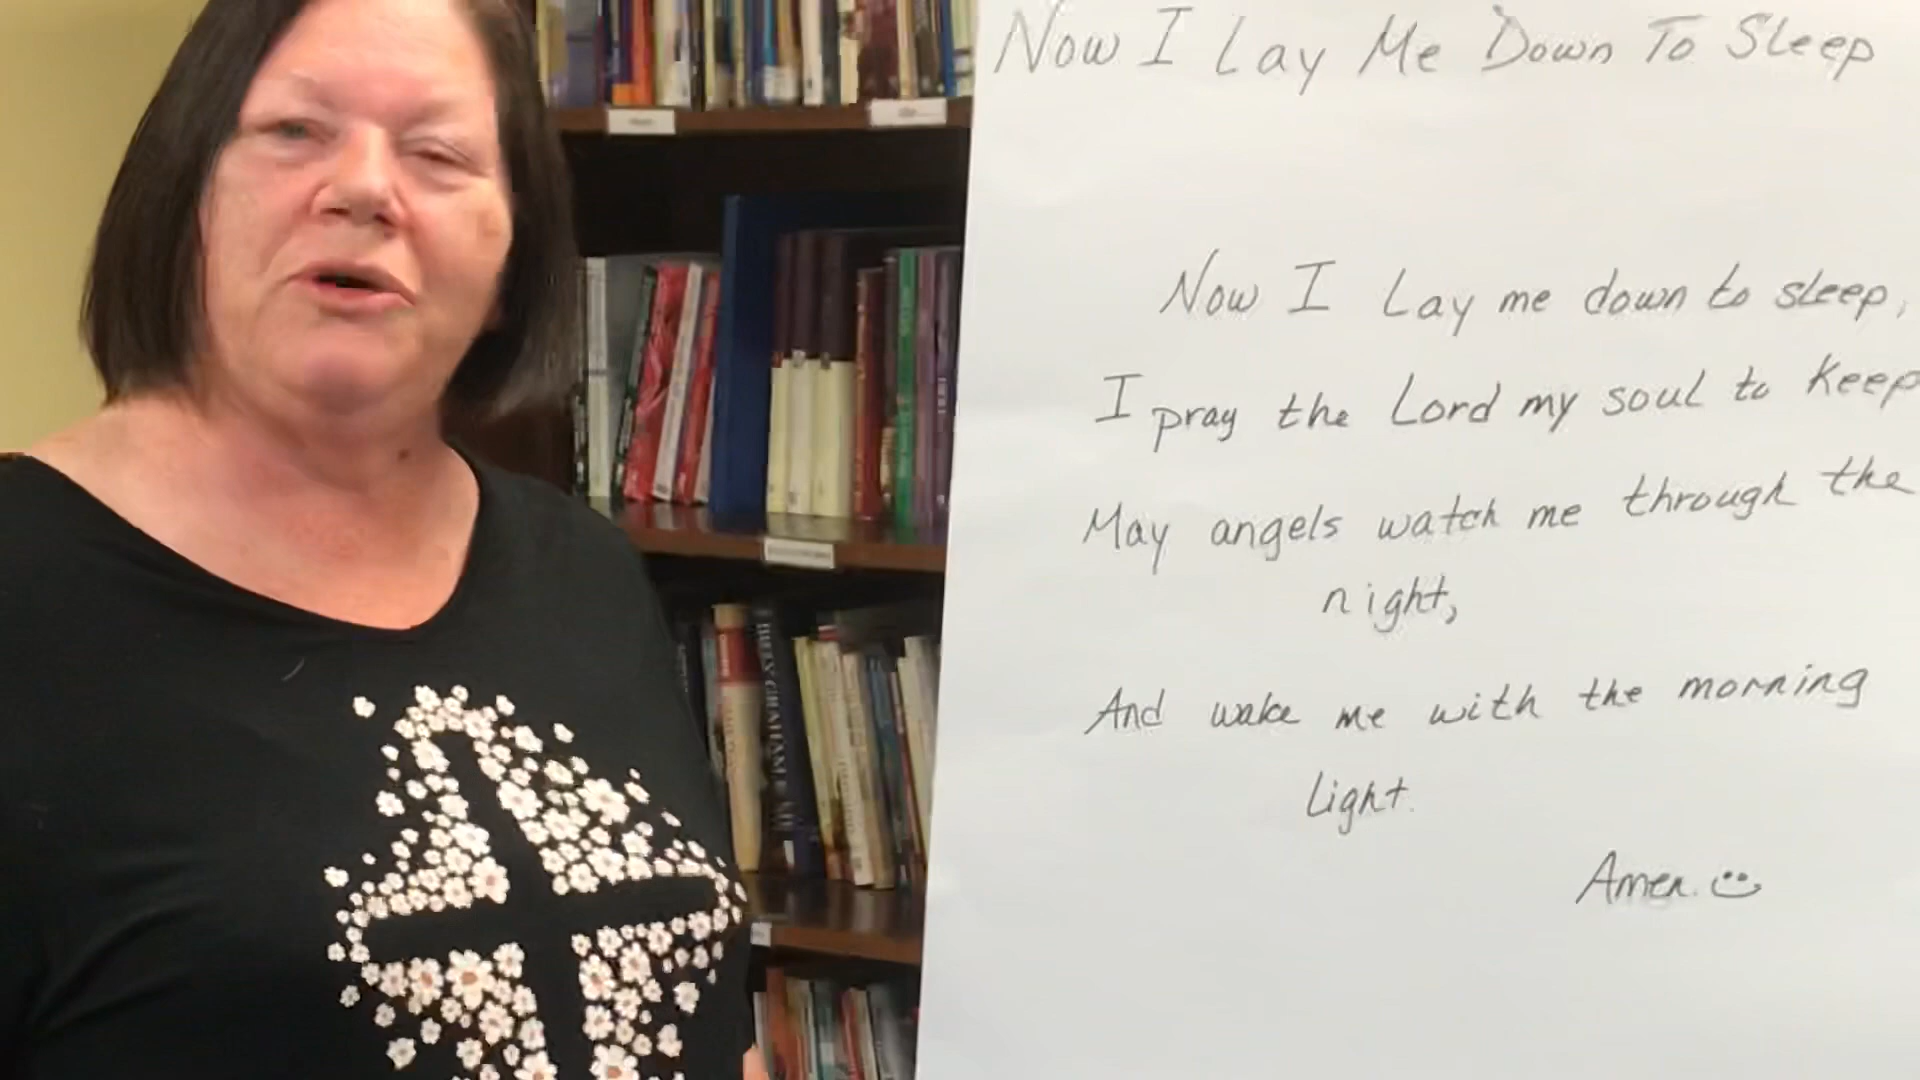 Now I Lay Me Down To Sleep
Now I Lay me down to sleep,
I pray the Lord my soul to keep
May angels watch me through the
night,
And wake me with the morning
light.
Amen.